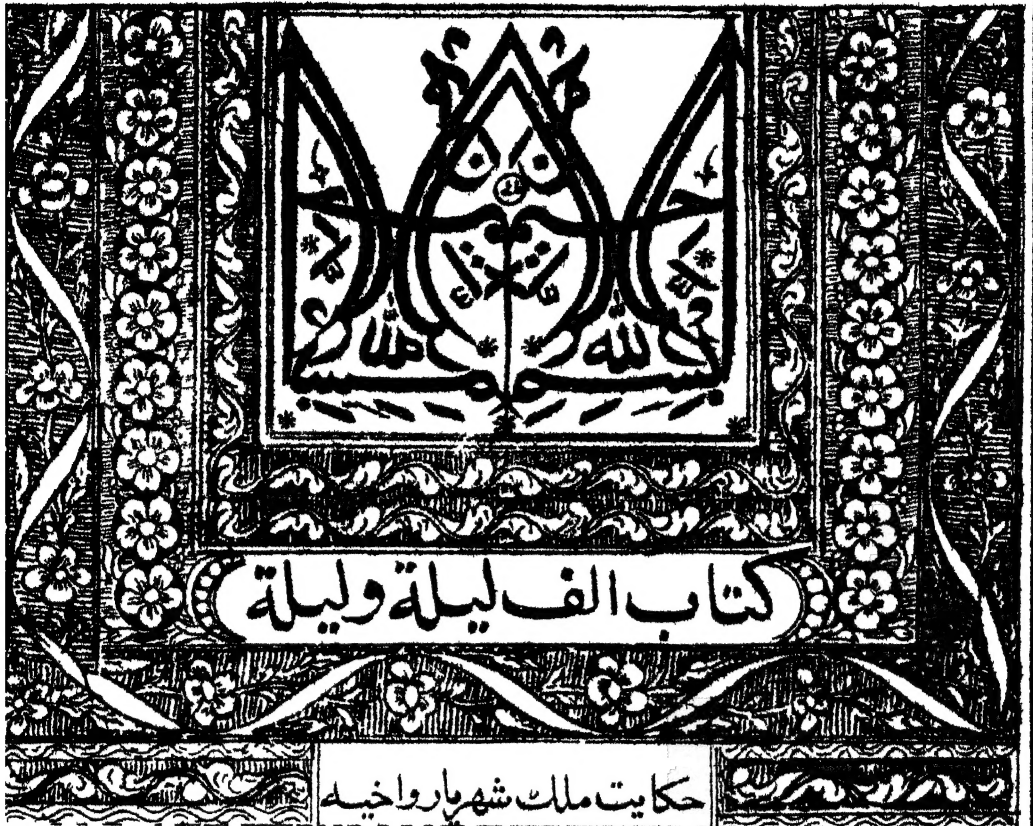 بسم الله الرحمن الرحيم
كتاب الف ليلة وليلة
حكايت ملك شهريار واخيه